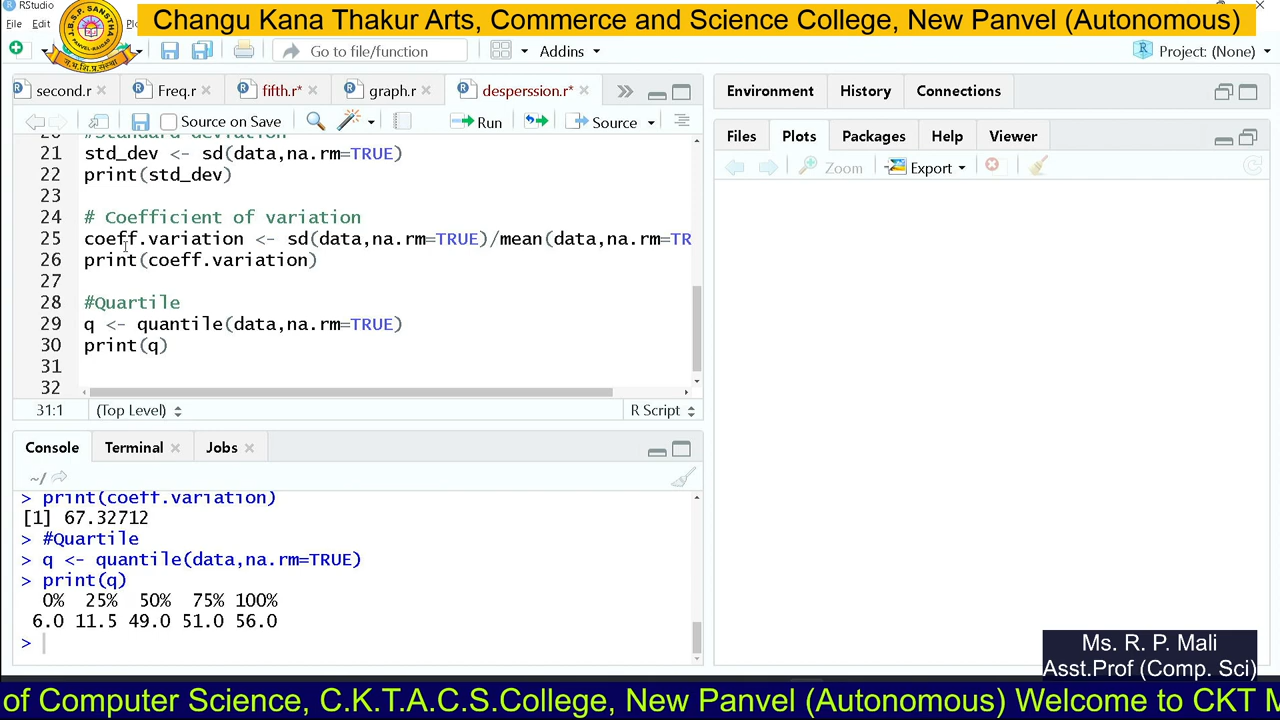 RStudio
Changu Kana Thakur Arts, Commerce and Science College, New Panvel (Autonomous)
File Edit
Go to file/function Addins Project: (None)
second.r Freq.r fifth.r* graph.r desperssion.r*
Source on Save Run Source
#Standard deviation
21 std_dev <- sd(data,na.rm=TRUE)
22 print(std_dev)
23
24 # Coefficient of variation
25 coeff.variation <- sd(data,na.rm=TRUE)/mean(data,na.rm=TR
26 print(coeff.variation)
27
28 #Quartile
29 q <- quantile(data,na.rm=TRUE)
30 print(q)
31
32
31:1 (Top Level) R Script
Console Terminal Jobs
~/
> print(coeff.variation)
[1] 67.32712
> #Quartile
> q <- quantile(data,na.rm=TRUE)
> print(q)
0% 25% 50% 75% 100%
6.0 11.5 49.0 51.0 56.0
>
Environment History Connections
Files Plots Packages Help Viewer
Zoom Export
Ms. R. P. Mali
Asst.Prof (Comp. Sci)
of Computer Science, C.K.T.A.C.S.College, New Panvel (Autonomous) Welcome to CKT